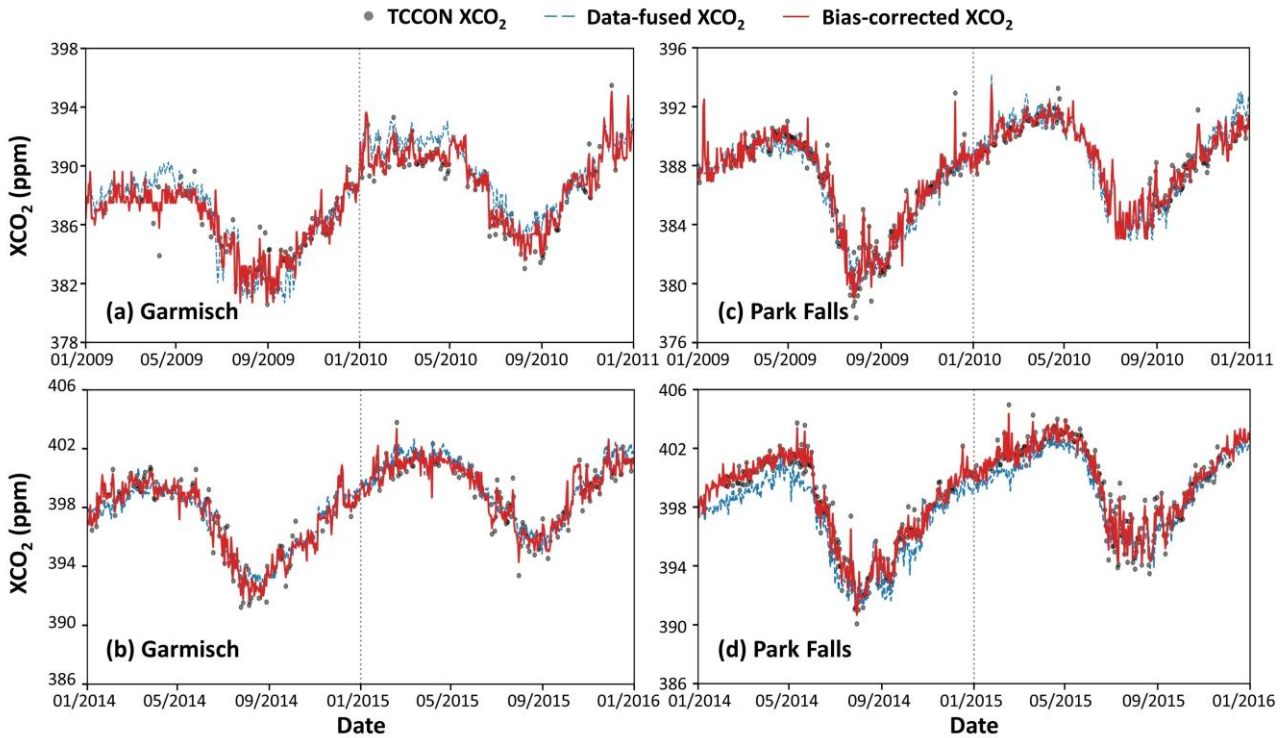 TCCON XCO₂ Data-fused XCO₂ Bias-corrected XCO₂
XCO₂ (ppm)
398
394
390
386
382
378
(a) Garmisch
01/2009 05/2009 09/2009 01/2010 05/2010 09/2010 01/2011
396
392
388
384
380
376
(c) Park Falls
01/2009 05/2009 09/2009 01/2010 05/2010 09/2010 01/2011
XCO₂ (ppm)
406
402
398
394
390
386
(b) Garmisch
01/2014 05/2014 09/2014 01/2015 05/2015 09/2015 01/2016
Date
406
402
398
394
390
386
(d) Park Falls
01/2014 05/2014 09/2014 01/2015 05/2015 09/2015 01/2016
Date